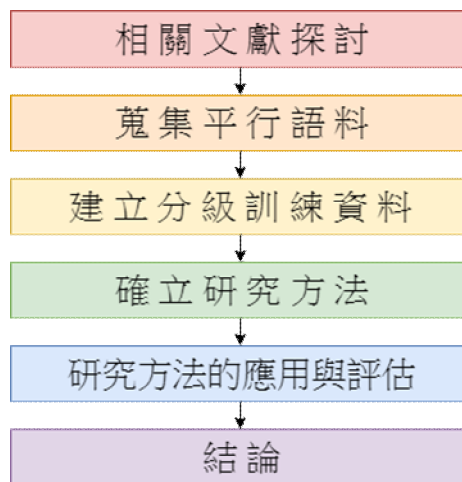 相關文獻探討
蒐集平行語料
建立分級訓練資料
確立研究方法
研究方法的應用與評估
結論